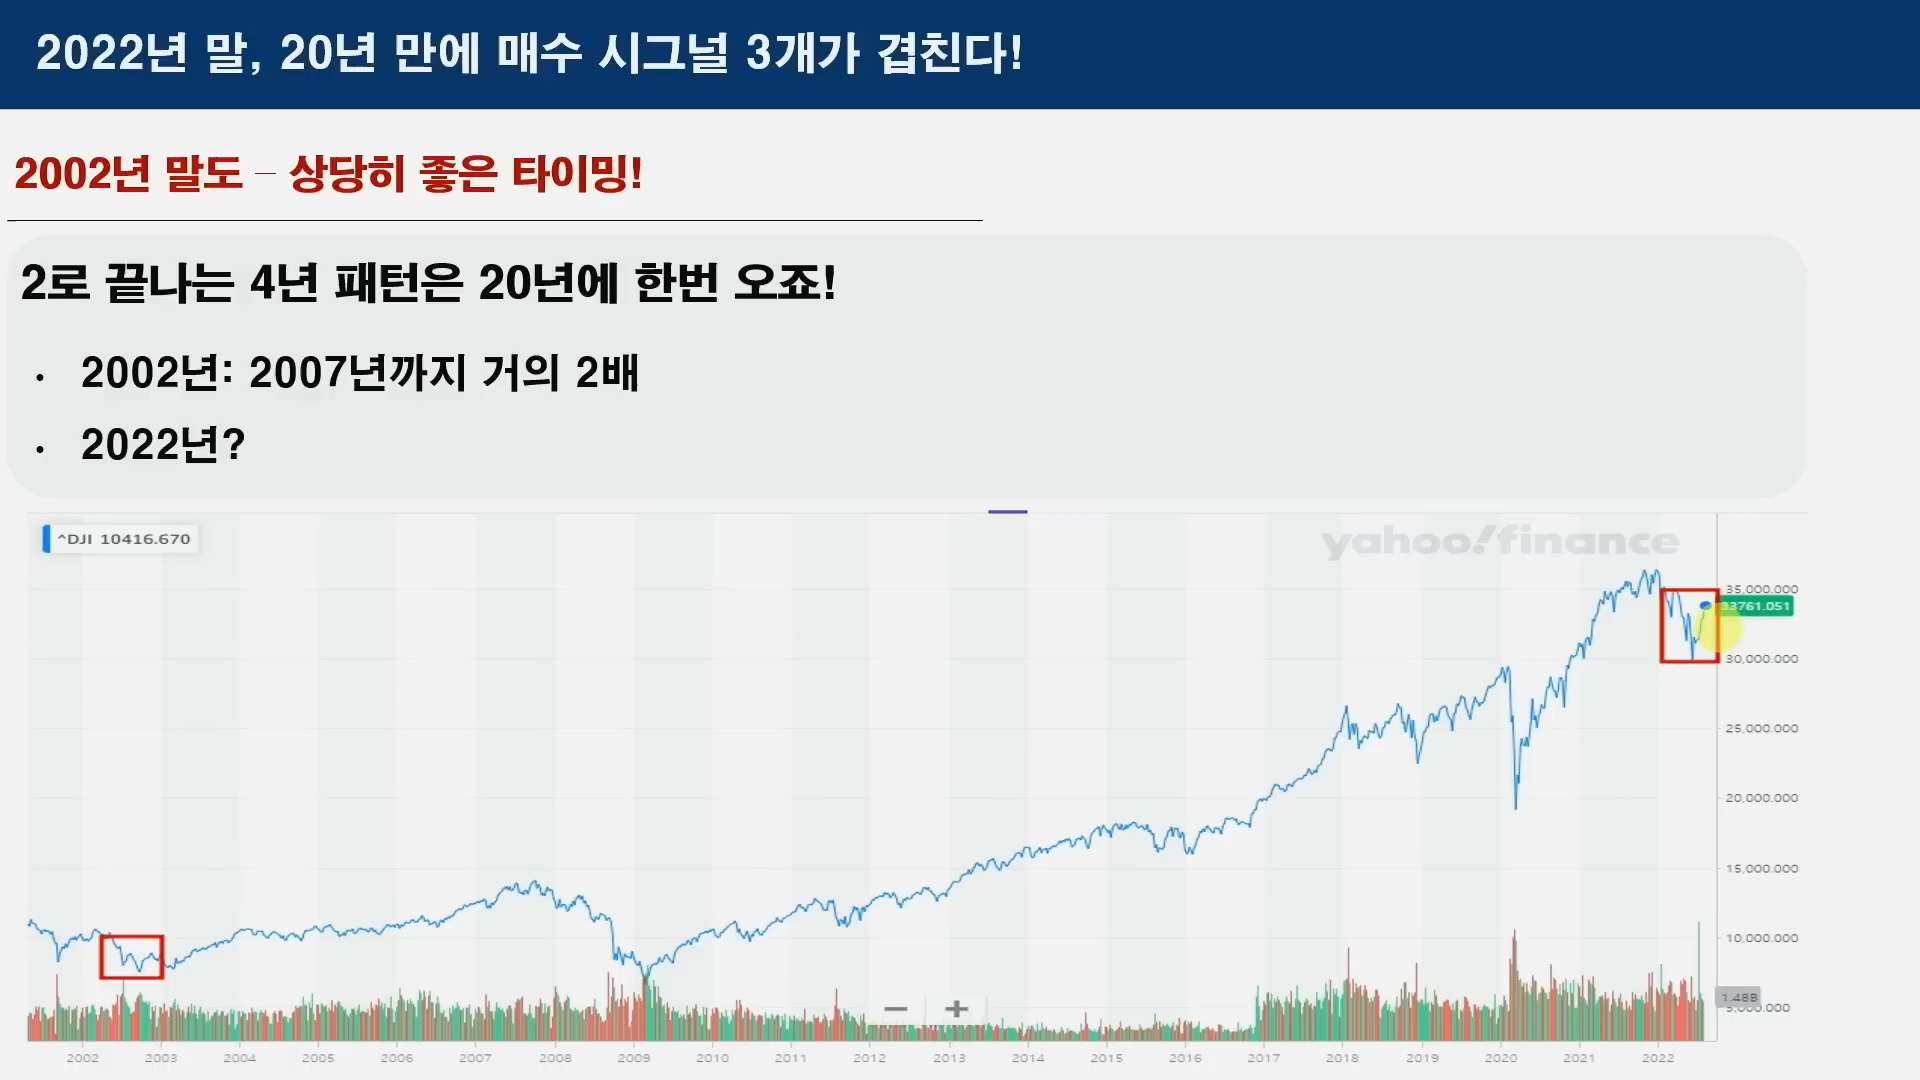 2022년 말, 20년 만에 매수 시그널 3개가 겹친다!
2002년 말도 – 상당히 좋은 타이밍!
2로 끝나는 4년 패턴은 20년에 한번 오죠!
• 2002년: 2007년까지 거의 2배
• 2022년?
^DJI 10416.670
yahoo!finance
35,000.000
33761.051
30,000.000
25,000.000
20,000.000
15,000.000
10,000.000
1.48B
5,000.000
− +
2002 2003 2004 2005 2006 2007 2008 2009 2010 2011 2012 2013 2014 2015 2016 2017 2018 2019 2020 2021 2022